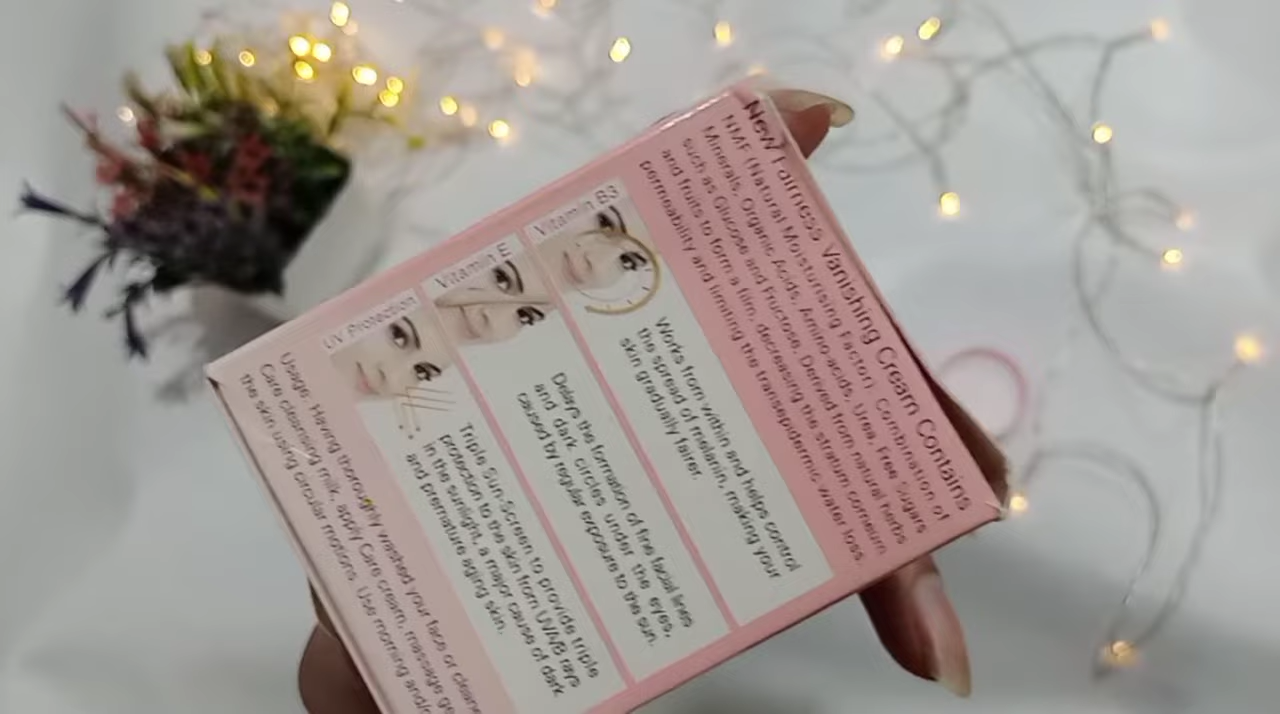 New Fairness Vanishing Cream Contains
NMF (Natural Moisturising Factor). Combination of
Minerals, Organic Acids, Amino-acids, Urea, Free Sugars
such as Glucose and Fructose. Derived from natural herbs
and fruits to form a film, decreasing the stratum corneum
permeability and limiting the transepidermic water loss.
Vitamin B3
Works from within and helps control
the spread of melanin, making your
skin gradually fairer.
Vitamin E
Delays the formation of fine facial lines
and dark circles under the eyes,
caused by regular exposure to the sun.
UV Protection
Triple Sun-Screen to provide triple
protection to the skin from UVA/B rays
in the sunlight, a major cause of dark
and premature aging skin.
Usage: Having thoroughly washed your face or
Care cleansing milk, apply Care cream, massage
the skin using circular motions. Use morning